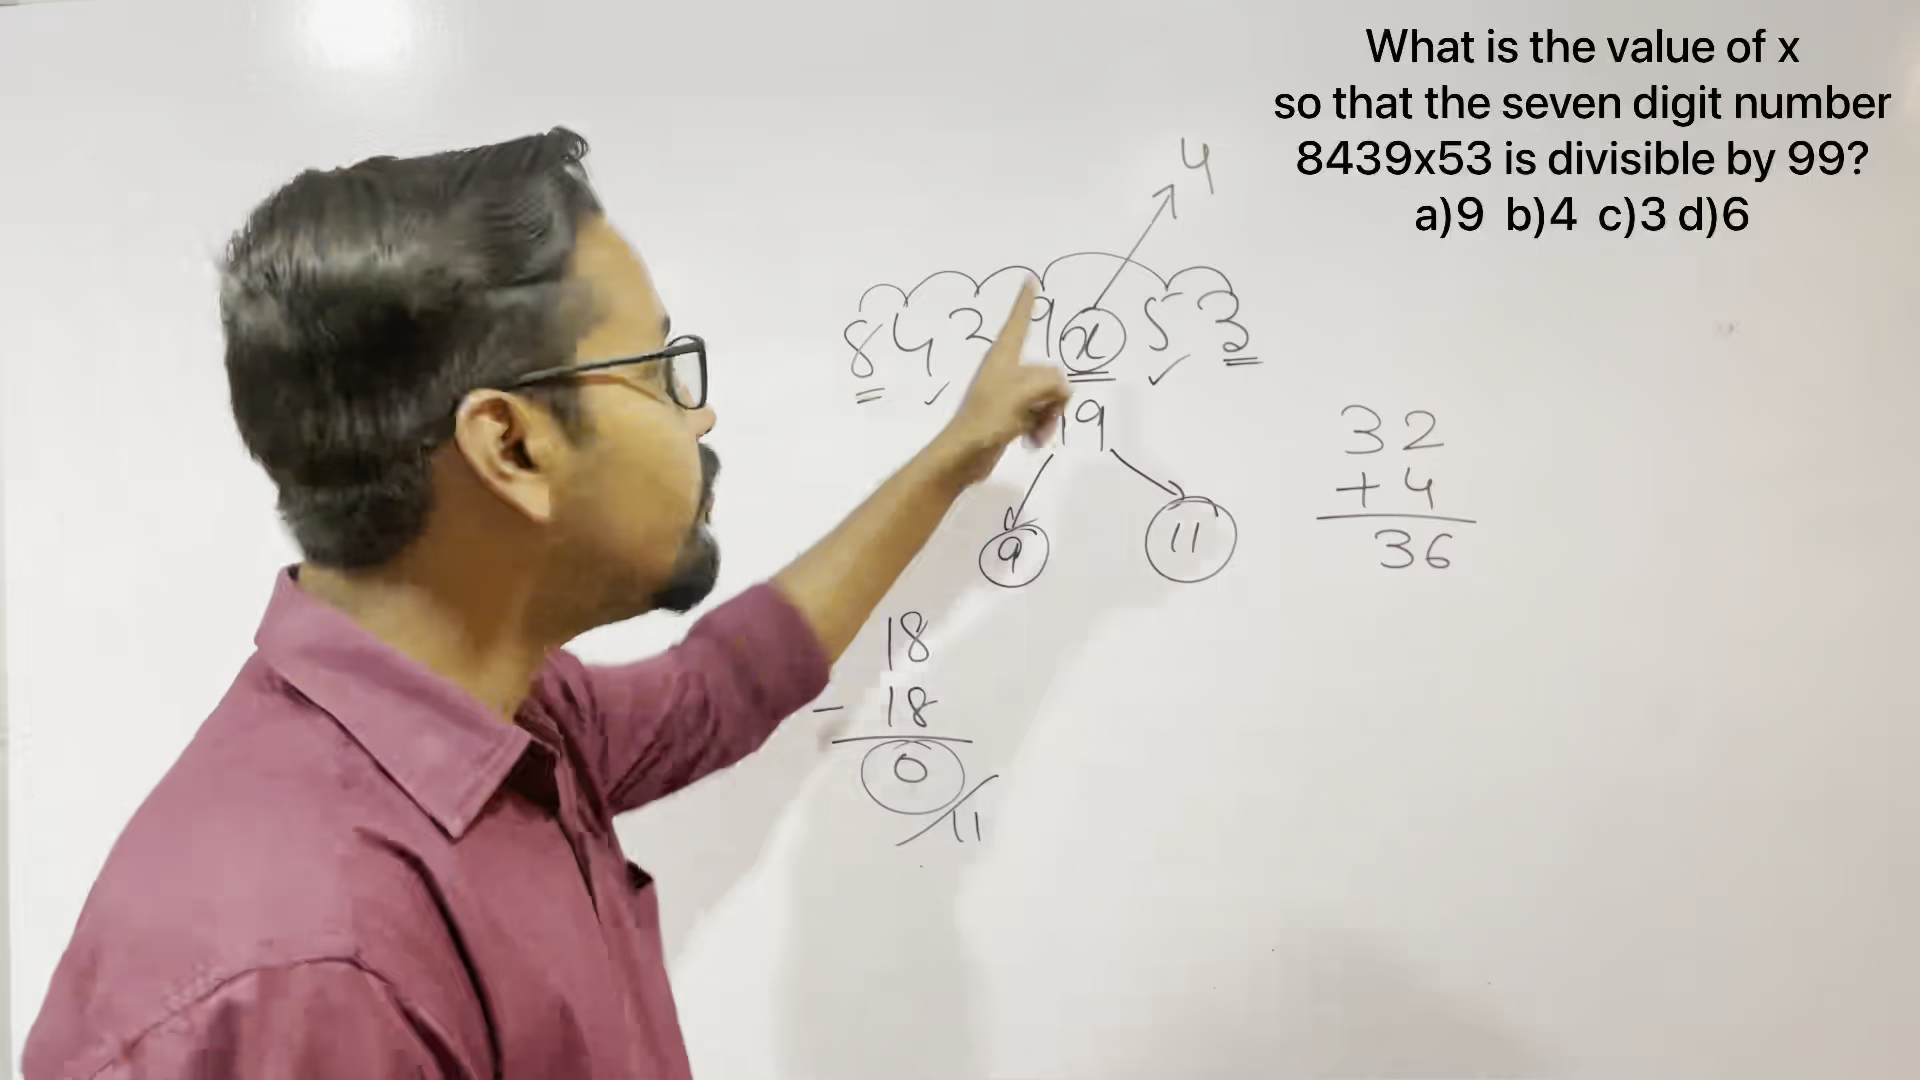 What is the value of x
so that the seven digit number
8439x53 is divisible by 99?
a)9 b)4 c)3 d)6
4
8439x53
99
9 11
32
+ 4
36
18
- 18
0
11